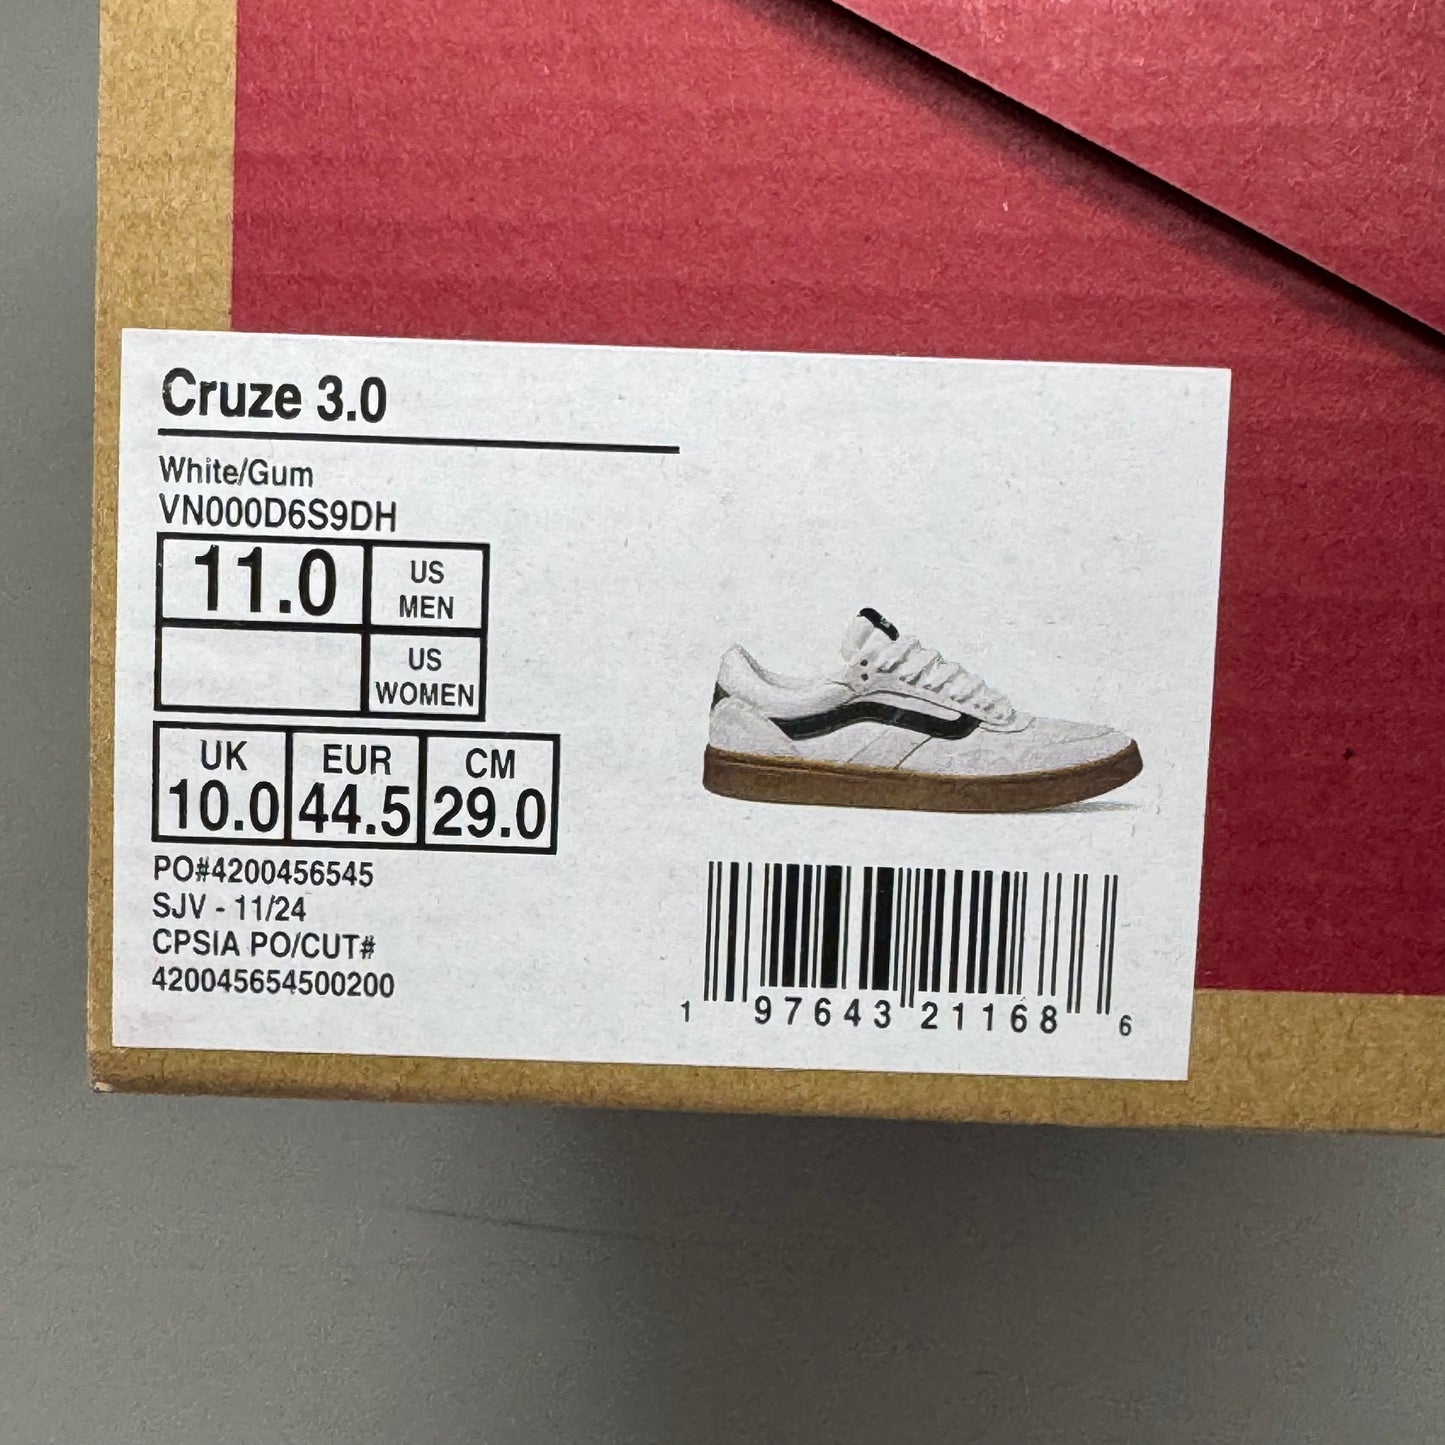 Cruze 3.0
White/Gum
VN000D6S9DH
11.0 US MEN
US WOMEN
UK EUR CM
10.0 44.5 29.0
PO#4200456545
SJV - 11/24
CPSIA PO/CUT#
420045654500200
1 97643 21168 6